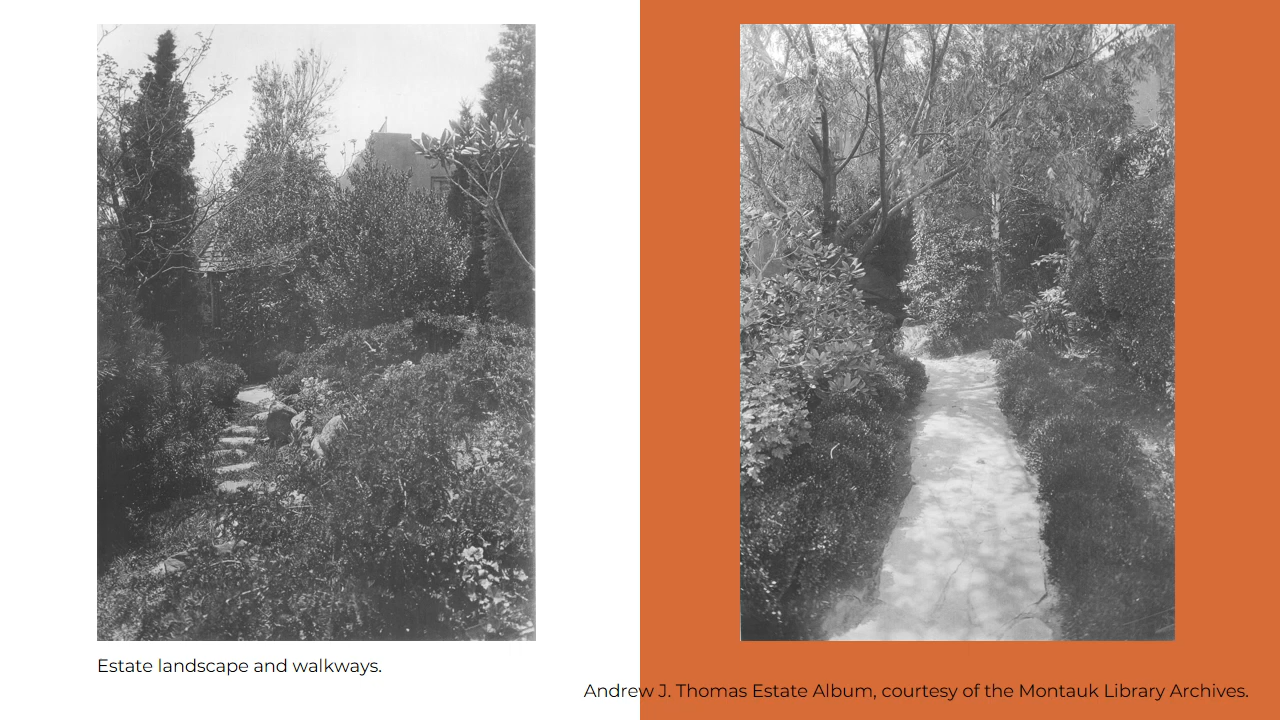 Estate landscape and walkways.
Andrew J. Thomas Estate Album, courtesy of the Montauk Library Archives.